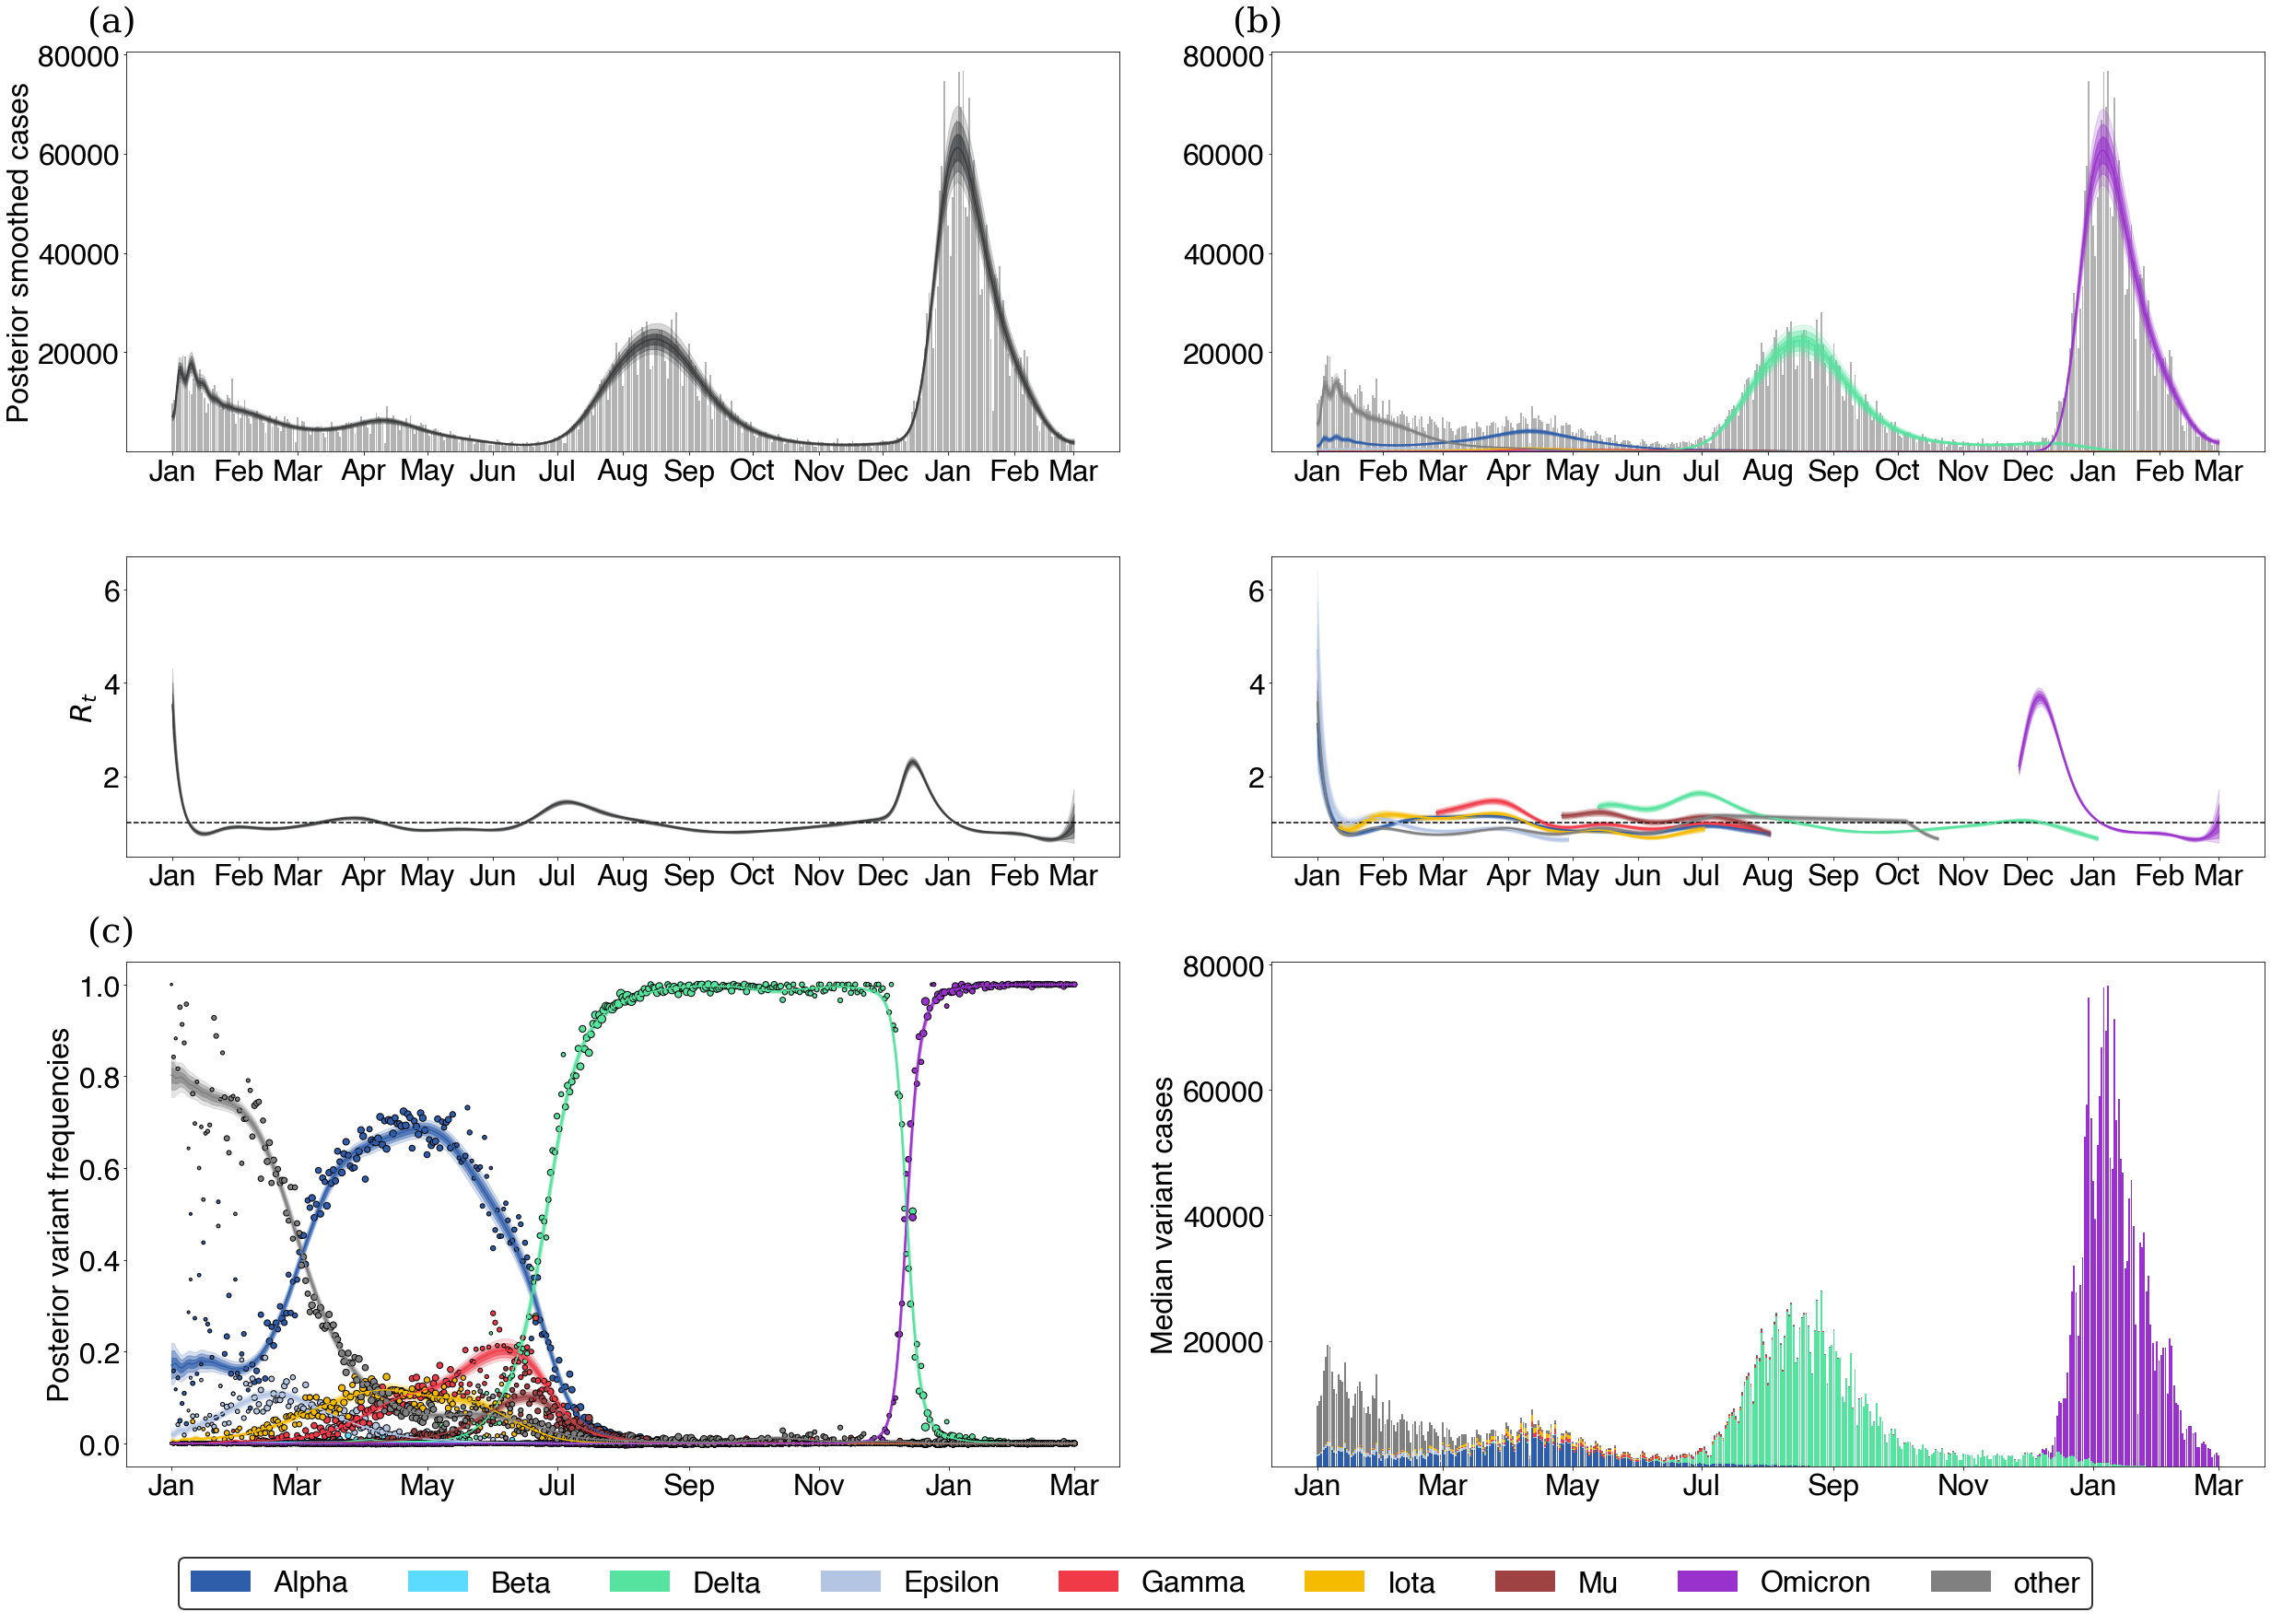 (a)
(b)
Posterior smoothed cases
80000
60000
40000
20000
Jan Feb Mar Apr May Jun Jul Aug Sep Oct Nov Dec Jan Feb Mar
80000
60000
40000
20000
Jan Feb Mar Apr May Jun Jul Aug Sep Oct Nov Dec Jan Feb Mar
Rt
6
4
2
Jan Feb Mar Apr May Jun Jul Aug Sep Oct Nov Dec Jan Feb Mar
6
4
2
Jan Feb Mar Apr May Jun Jul Aug Sep Oct Nov Dec Jan Feb Mar
(c)
Posterior variant frequencies
1.0
0.8
0.6
0.4
0.2
0.0
Jan Mar May Jul Sep Nov Jan Mar
Median variant cases
80000
60000
40000
20000
Jan Mar May Jul Sep Nov Jan Mar
Alpha Beta Delta Epsilon Gamma Iota Mu Omicron other